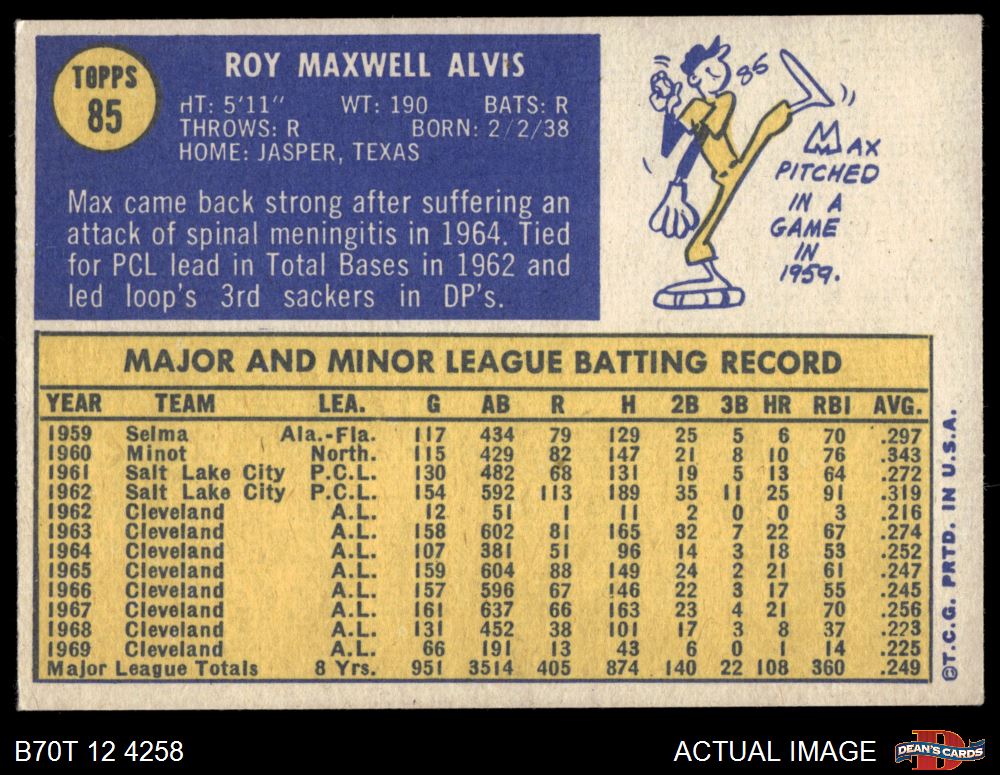 TOPPS
85
ROY MAXWELL ALVIS
HT: 5'11" WT: 190 BATS: R
THROWS: R BORN: 2/2/38
HOME: JASPER, TEXAS
Max came back strong after suffering an
attack of spinal meningitis in 1964. Tied
for PCL lead in Total Bases in 1962 and
led loop's 3rd sackers in DP's.
85
MAX
PITCHED
IN A
GAME
IN
1959.
MAJOR AND MINOR LEAGUE BATTING RECORD
YEAR TEAM LEA. G AB R H 2B 3B HR RBI AVG.
1959 Selma Ala.-Fla. 117 434 79 129 25 5 6 70 .297
1960 Minot North. 115 429 82 147 21 8 10 76 .343
1961 Salt Lake City P.C.L. 130 482 68 131 19 5 13 64 .272
1962 Salt Lake City P.C.L. 154 592 113 189 35 11 25 91 .319
1962 Cleveland A.L. 12 51 1 11 2 0 0 3 .216
1963 Cleveland A.L. 158 602 81 165 32 7 22 67 .274
1964 Cleveland A.L. 107 381 51 96 14 3 18 53 .252
1965 Cleveland A.L. 159 604 88 149 24 2 21 61 .247
1966 Cleveland A.L. 157 596 67 146 22 3 17 55 .245
1967 Cleveland A.L. 161 637 66 163 23 4 21 70 .256
1968 Cleveland A.L. 131 452 38 101 17 3 8 37 .223
1969 Cleveland A.L. 66 191 13 43 6 0 1 14 .225
Major League Totals 8 Yrs. 951 3514 405 874 140 22 108 360 .249
©T.C.G. PRTD. IN U.S.A.
B70T 12 4258
ACTUAL IMAGE
DEAN'S CARDS